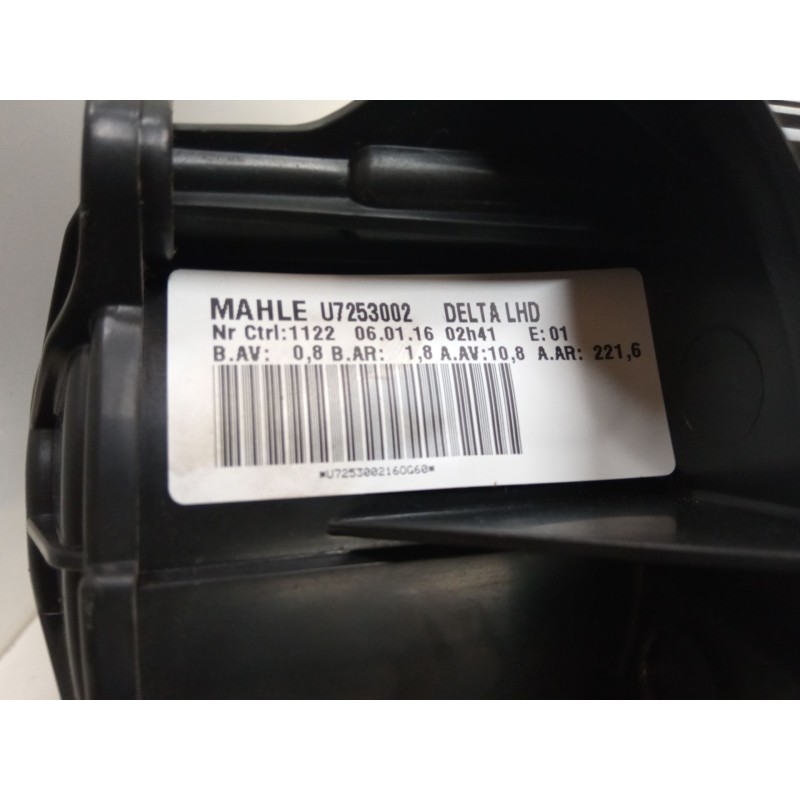 MAHLE U7253002 DELTA LHD
Nr Ctrl:1122 06.01.16 02h41 E:01
B.AV: 0,8 B.AR: 1,8 A.AV:10,8 A.AR: 221,6
*U7253002160G60*